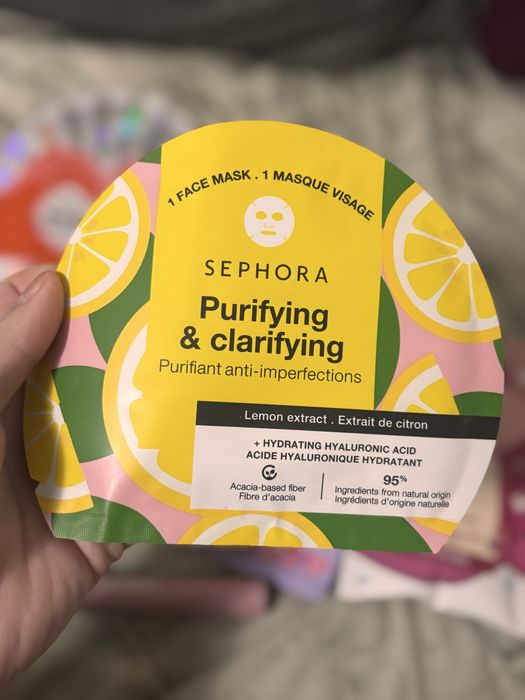 1 FACE MASK . 1 MASQUE VISAGE
SEPHORA
Purifying
& clarifying
Purifiant anti-imperfections
Lemon extract . Extrait de citron
+ HYDRATING HYALURONIC ACID
ACIDE HYALURONIQUE HYDRATANT
Acacia-based fiber
Fibre d'acacia
95%
Ingredients from natural origin
Ingrédients d'origine naturelle